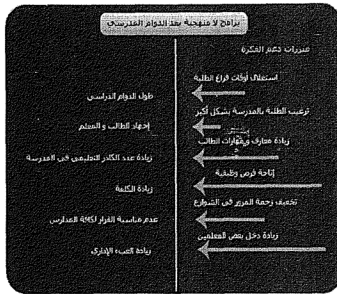 برامج لا منهجية بعد الدوام المدرسي
مبررات دعم الفكرة
استغلال أوقات فراغ الطلبة
ترغيب الطلبة بالمدرسة بشكل أكبر
زيادة معارف ومهارات الطالب
إتاحة فرص وظيفية
تخفيف زحمة المرور في الشوارع
زيادة دخل بعض المعلمين
طول الدوام الدراسي
إجهاد الطالب و المعلم
زيادة عدد الكادر التعليمي في المدرسة
زيادة الكلفة
عدم مناسبة القرار لكافة المدارس
زيادة العبء الإداري